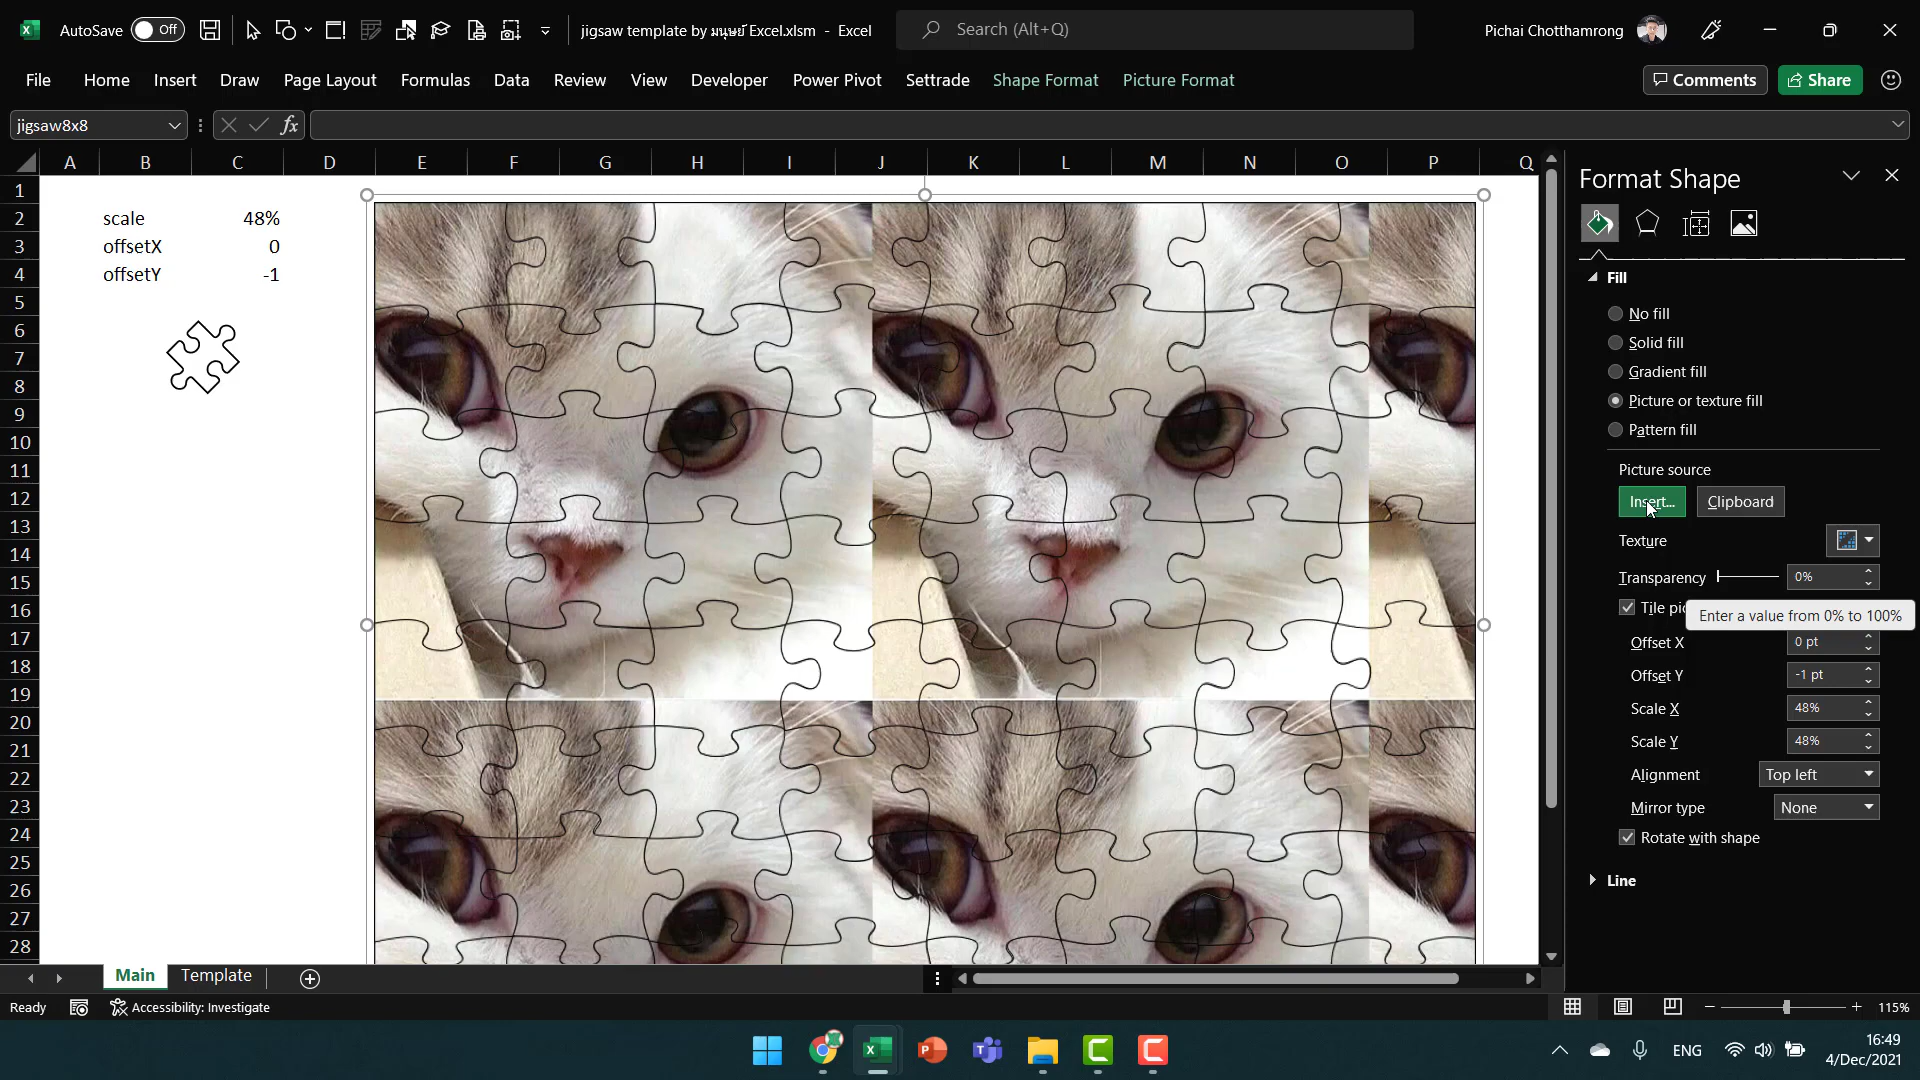 AutoSave Off jigsaw template by มนุษย์ Excel.xlsm - Excel Search (Alt+Q) Pichai Chotthamrong
File Home Insert Draw Page Layout Formulas Data Review View Developer Power Pivot Settrade Shape Format Picture Format Comments Share
jigsaw8x8 fx
A B C D E F G H I J K L M N O P Q
1
2 scale 48%
3 offsetX 0
4 offsetY -1
5
6
7
8
9
10
11
12
13
14
15
16
17
18
19
20
21
22
23
24
25
26
27
28
Format Shape
Fill
No fill
Solid fill
Gradient fill
Picture or texture fill
Pattern fill
Picture source
Insert... Clipboard
Texture
Transparency 0%
Tile pic
Enter a value from 0% to 100%
Offset X 0 pt
Offset Y -1 pt
Scale X 48%
Scale Y 48%
Alignment Top left
Mirror type None
Rotate with shape
Line
Main Template
Ready Accessibility: Investigate 115%
ENG 16:49
4/Dec/2021